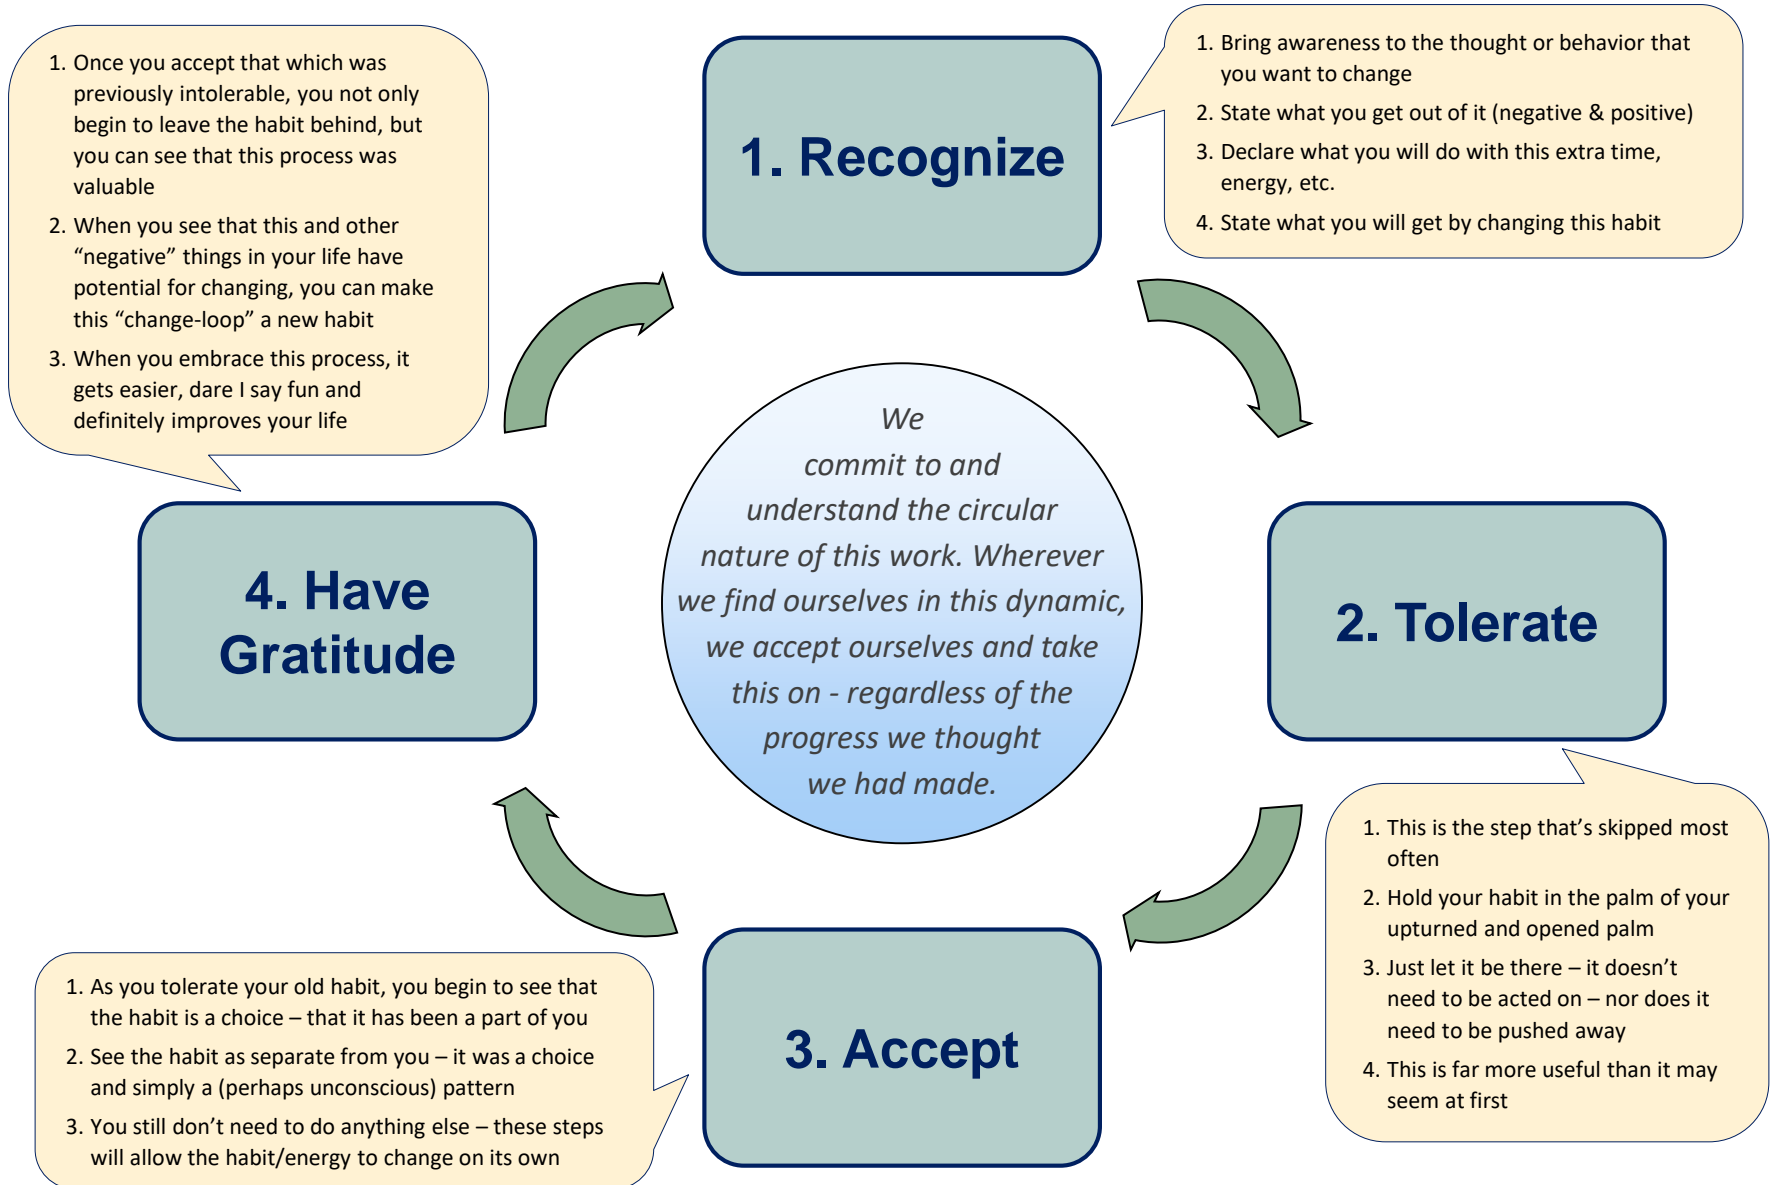 1. Recognize
1. Bring awareness to the thought or behavior that
you want to change
2. State what you get out of it (negative & positive)
3. Declare what you will do with this extra time,
energy, etc.
4. State what you will get by changing this habit
2. Tolerate
1. This is the step that’s skipped most
often
2. Hold your habit in the palm of your
upturned and opened palm
3. Just let it be there – it doesn’t
need to be acted on – nor does it
need to be pushed away
4. This is far more useful than it may
seem at first
3. Accept
1. As you tolerate your old habit, you begin to see that
the habit is a choice – that it has been a part of you
2. See the habit as separate from you – it was a choice
and simply a (perhaps unconscious) pattern
3. You still don’t need to do anything else – these steps
will allow the habit/energy to change on its own
4. Have
Gratitude
1. Once you accept that which was
previously intolerable, you not only
begin to leave the habit behind, but
you can see that this process was
valuable
2. When you see that this and other
“negative” things in your life have
potential for changing, you can make
this “change-loop” a new habit
3. When you embrace this process, it
gets easier, dare I say fun and
definitely improves your life
We
commit to and
understand the circular
nature of this work. Wherever
we find ourselves in this dynamic,
we accept ourselves and take
this on - regardless of the
progress we thought
we had made.